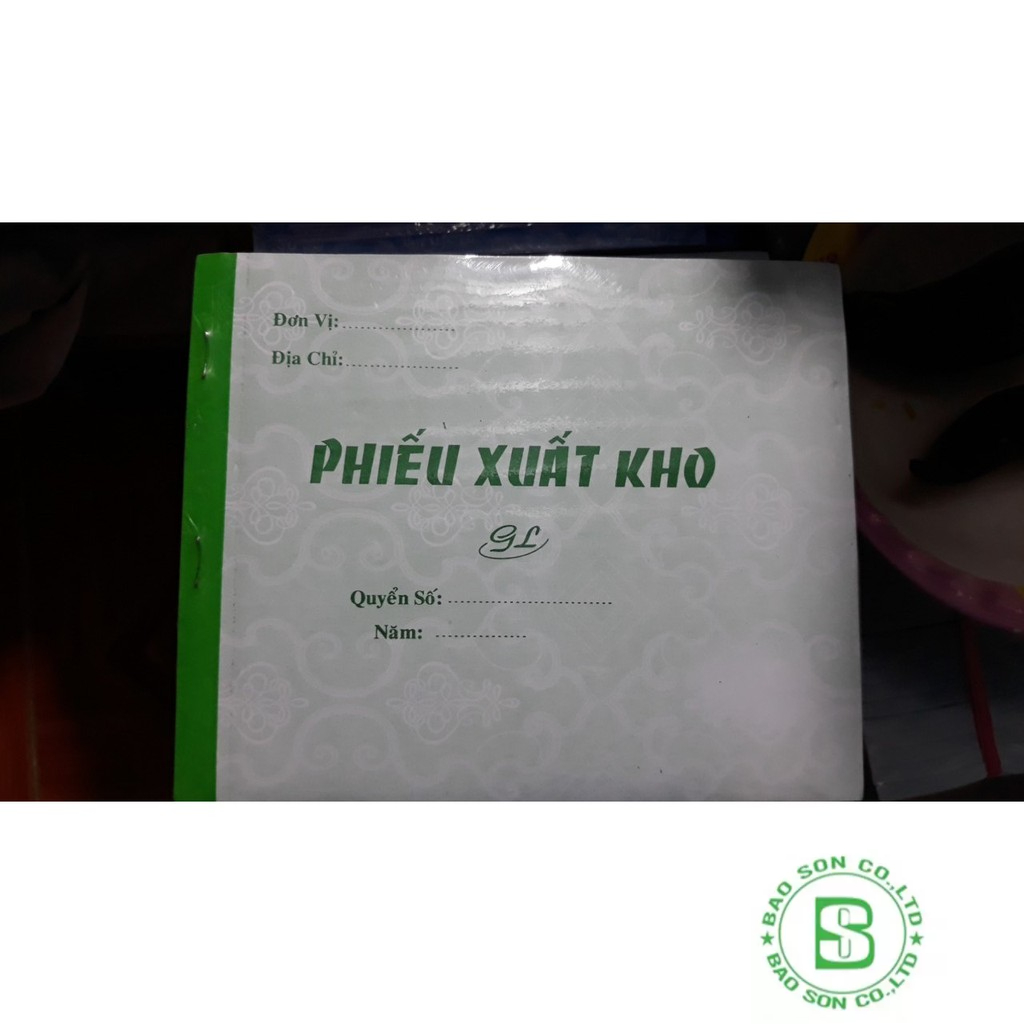 Đơn Vị:....................
Địa Chỉ:....................
PHIẾU XUẤT KHO
GL
Quyển Số: ............................
Năm: ...............
BAO SON CO.,LTD
BS
BAO SON CO.,LTD